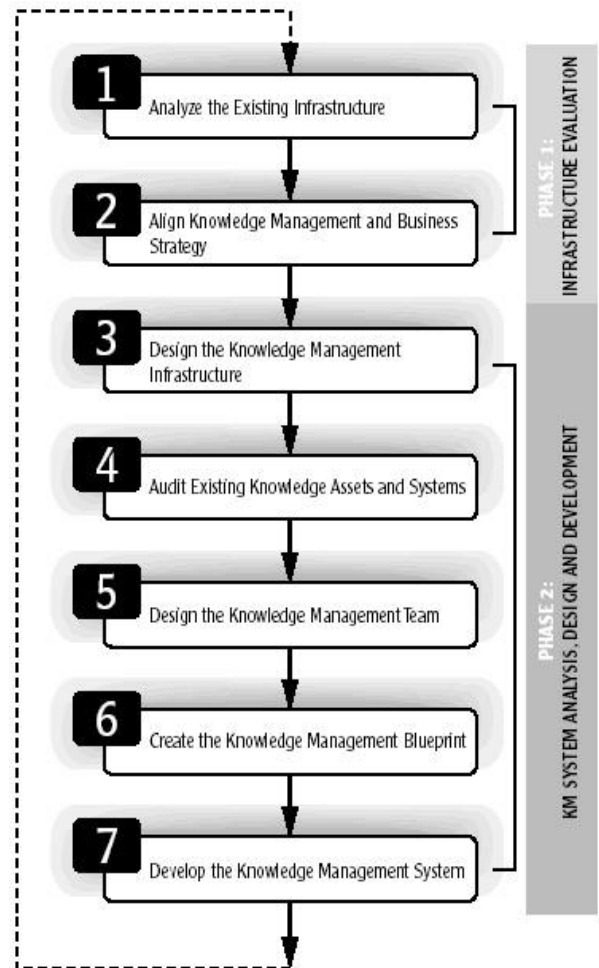 1
Analyze the Existing Infrastructure
2
Align Knowledge Management and Business
Strategy
PHASE 1:
INFRASTRUCTURE EVALUATION
3
Design the Knowledge Management
Infrastructure
4
Audit Existing Knowledge Assets and Systems
5
Design the Knowledge Management Team
6
Create the Knowledge Management Blueprint
7
Develop the Knowledge Management System
PHASE 2:
KM SYSTEM ANALYSIS, DESIGN AND DEVELOPMENT